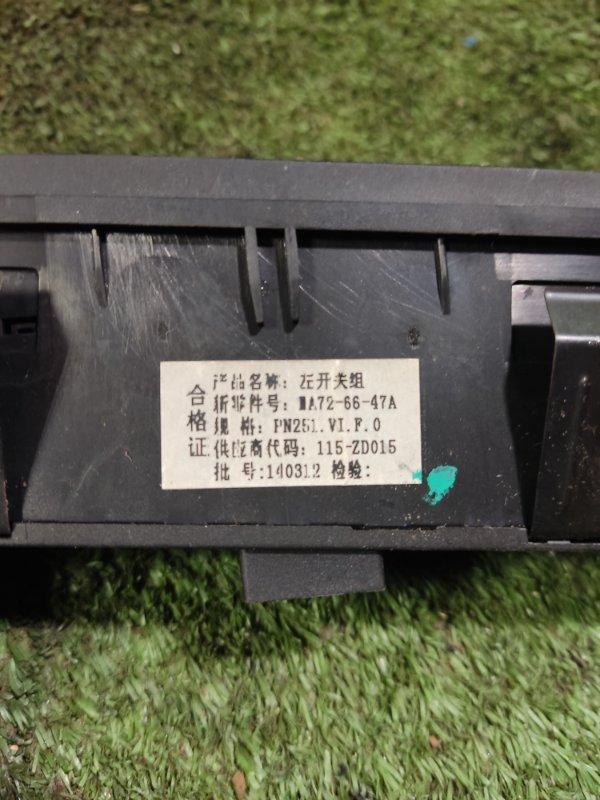 合格证
产品名称: 左开关组
新零件号: MA72-66-47A
规 格: PN251.VI.F.0
供应商代码: 115-ZD015
批 号:140312 检验: